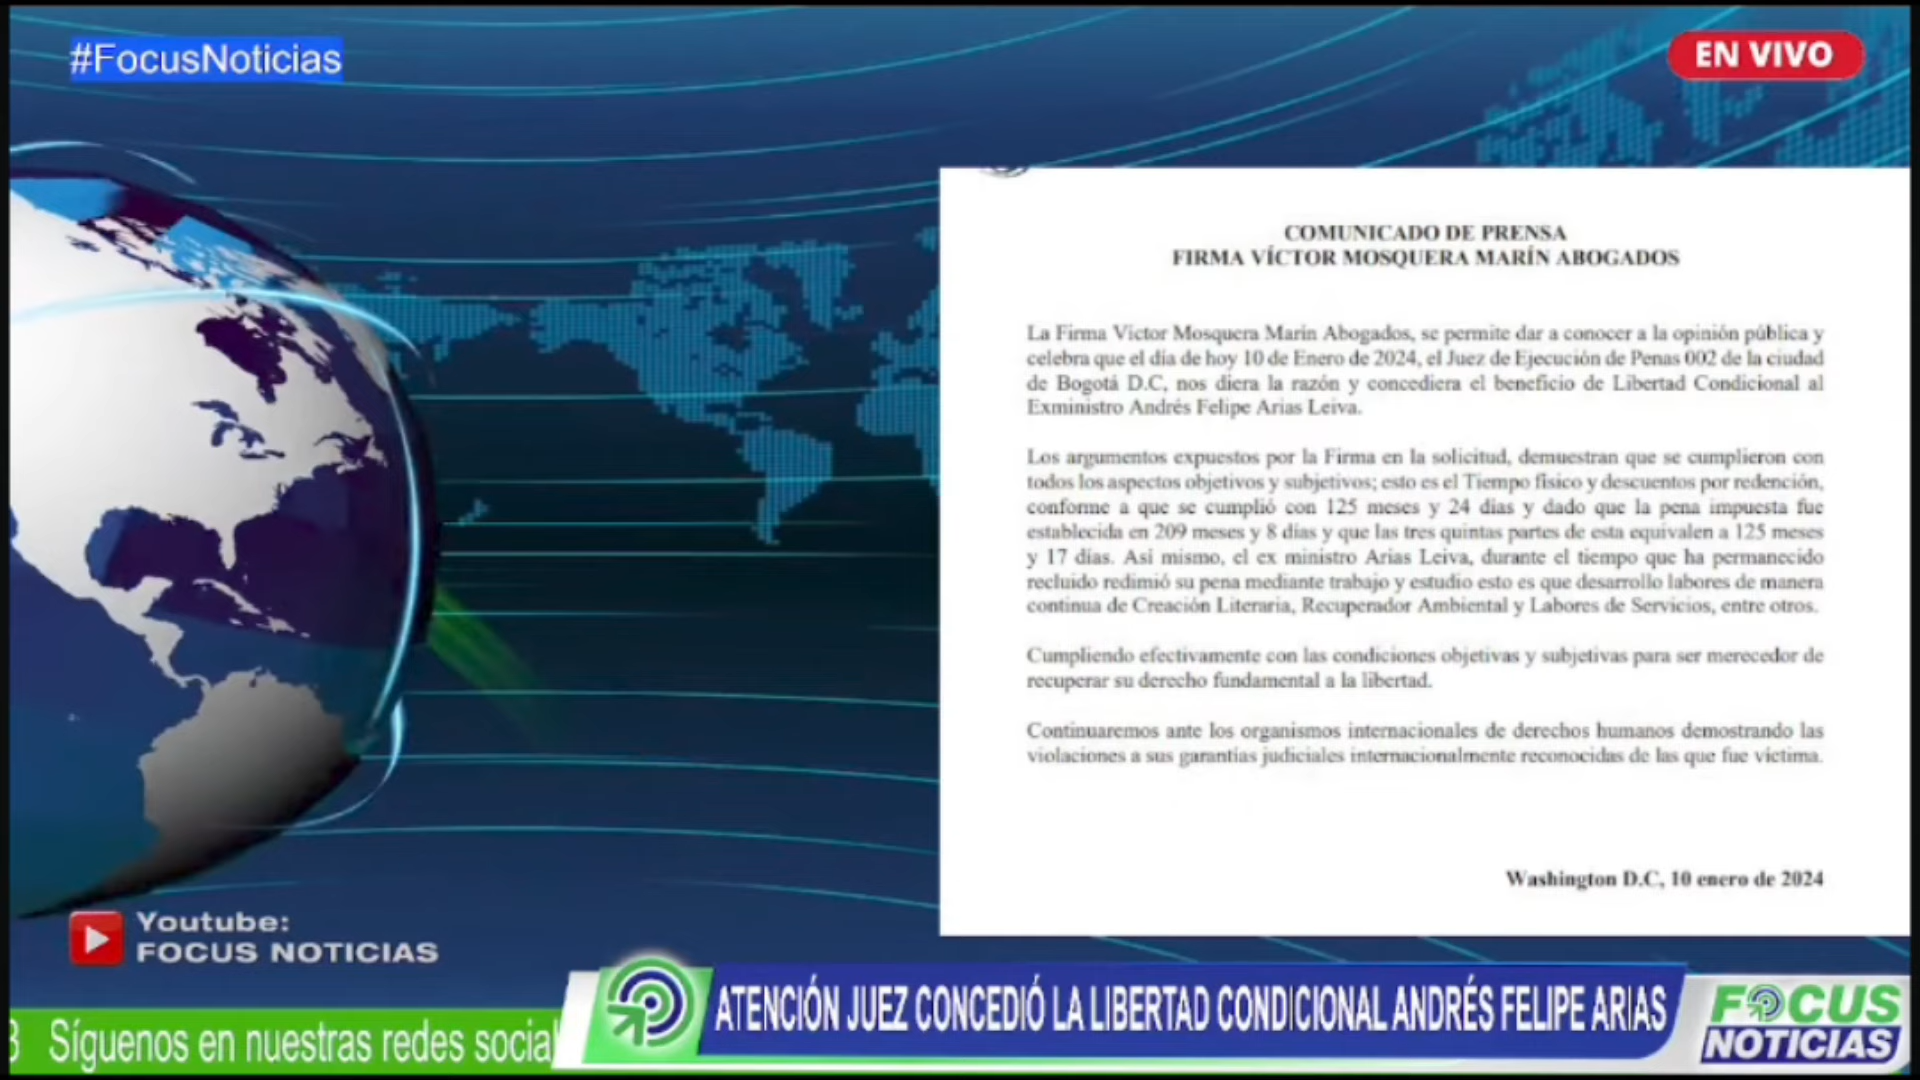 #FocusNoticias
EN VIVO
COMUNICADO DE PRENSA
FIRMA VÍCTOR MOSQUERA MARÍN ABOGADOS
La Firma Víctor Mosquera Marín Abogados, se permite dar a conocer a la opinión pública y
celebra que el día de hoy 10 de Enero de 2024, el Juez de Ejecución de Penas 002 de la ciudad
de Bogotá D.C, nos diera la razón y concediera el beneficio de Libertad Condicional al
Exministro Andrés Felipe Arias Leiva.
Los argumentos expuestos por la Firma en la solicitud, demuestran que se cumplieron con
todos los aspectos objetivos y subjetivos; esto es el Tiempo físico y descuentos por redención,
conforme a que se cumplió con 125 meses y 24 días y dado que la pena impuesta fue
establecida en 209 meses y 8 días y que las tres quintas partes de esta equivalen a 125 meses
y 17 días. Así mismo, el ex ministro Arias Leiva, durante el tiempo que ha permanecido
recluido redimió su pena mediante trabajo y estudio esto es que desarrollo labores de manera
continua de Creación Literaria, Recuperador Ambiental y Labores de Servicios, entre otros.
Cumpliendo efectivamente con las condiciones objetivas y subjetivas para ser merecedor de
recuperar su derecho fundamental a la libertad.
Continuaremos ante los organismos internacionales de derechos humanos demostrando las
violaciones a sus garantías judiciales internacionalmente reconocidas de las que fue víctima.
Washington D.C, 10 enero de 2024
Youtube:
FOCUS NOTICIAS
ATENCIÓN JUEZ CONCEDIÓ LA LIBERTAD CONDICIONAL ANDRÉS FELIPE ARIAS
Síguenos en nuestras redes social
FOCUS
NOTICIAS